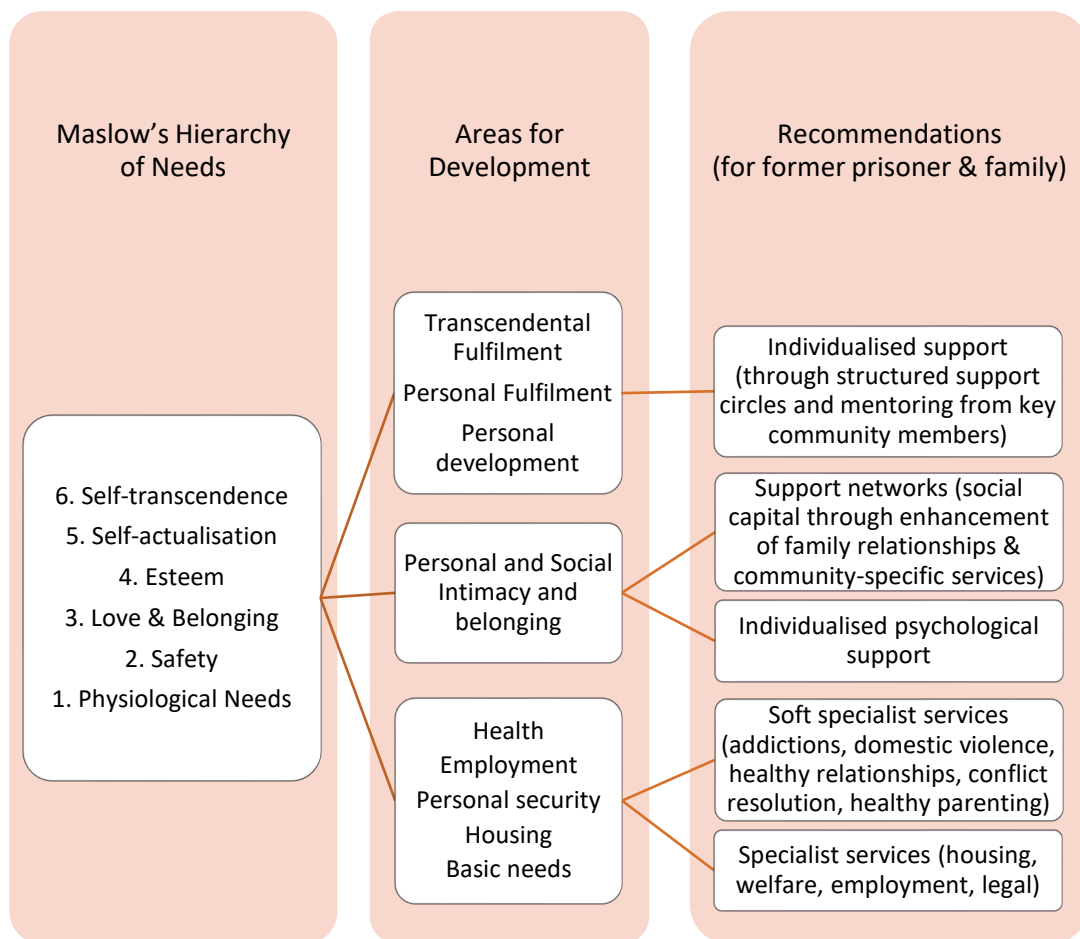 Maslow's Hierarchy
of Needs
6. Self-transcendence
5. Self-actualisation
4. Esteem
3. Love & Belonging
2. Safety
1. Physiological Needs
Areas for
Development
Transcendental
Fulfilment
Personal Fulfilment
Personal
development
Personal and Social
Intimacy and
belonging
Health
Employment
Personal security
Housing
Basic needs
Recommendations
(for former prisoner & family)
Individualised support
(through structured support
circles and mentoring from key
community members)
Support networks (social
capital through enhancement
of family relationships &
community-specific services)
Individualised psychological
support
Soft specialist services
(addictions, domestic violence,
healthy relationships, conflict
resolution, healthy parenting)
Specialist services (housing,
welfare, employment, legal)